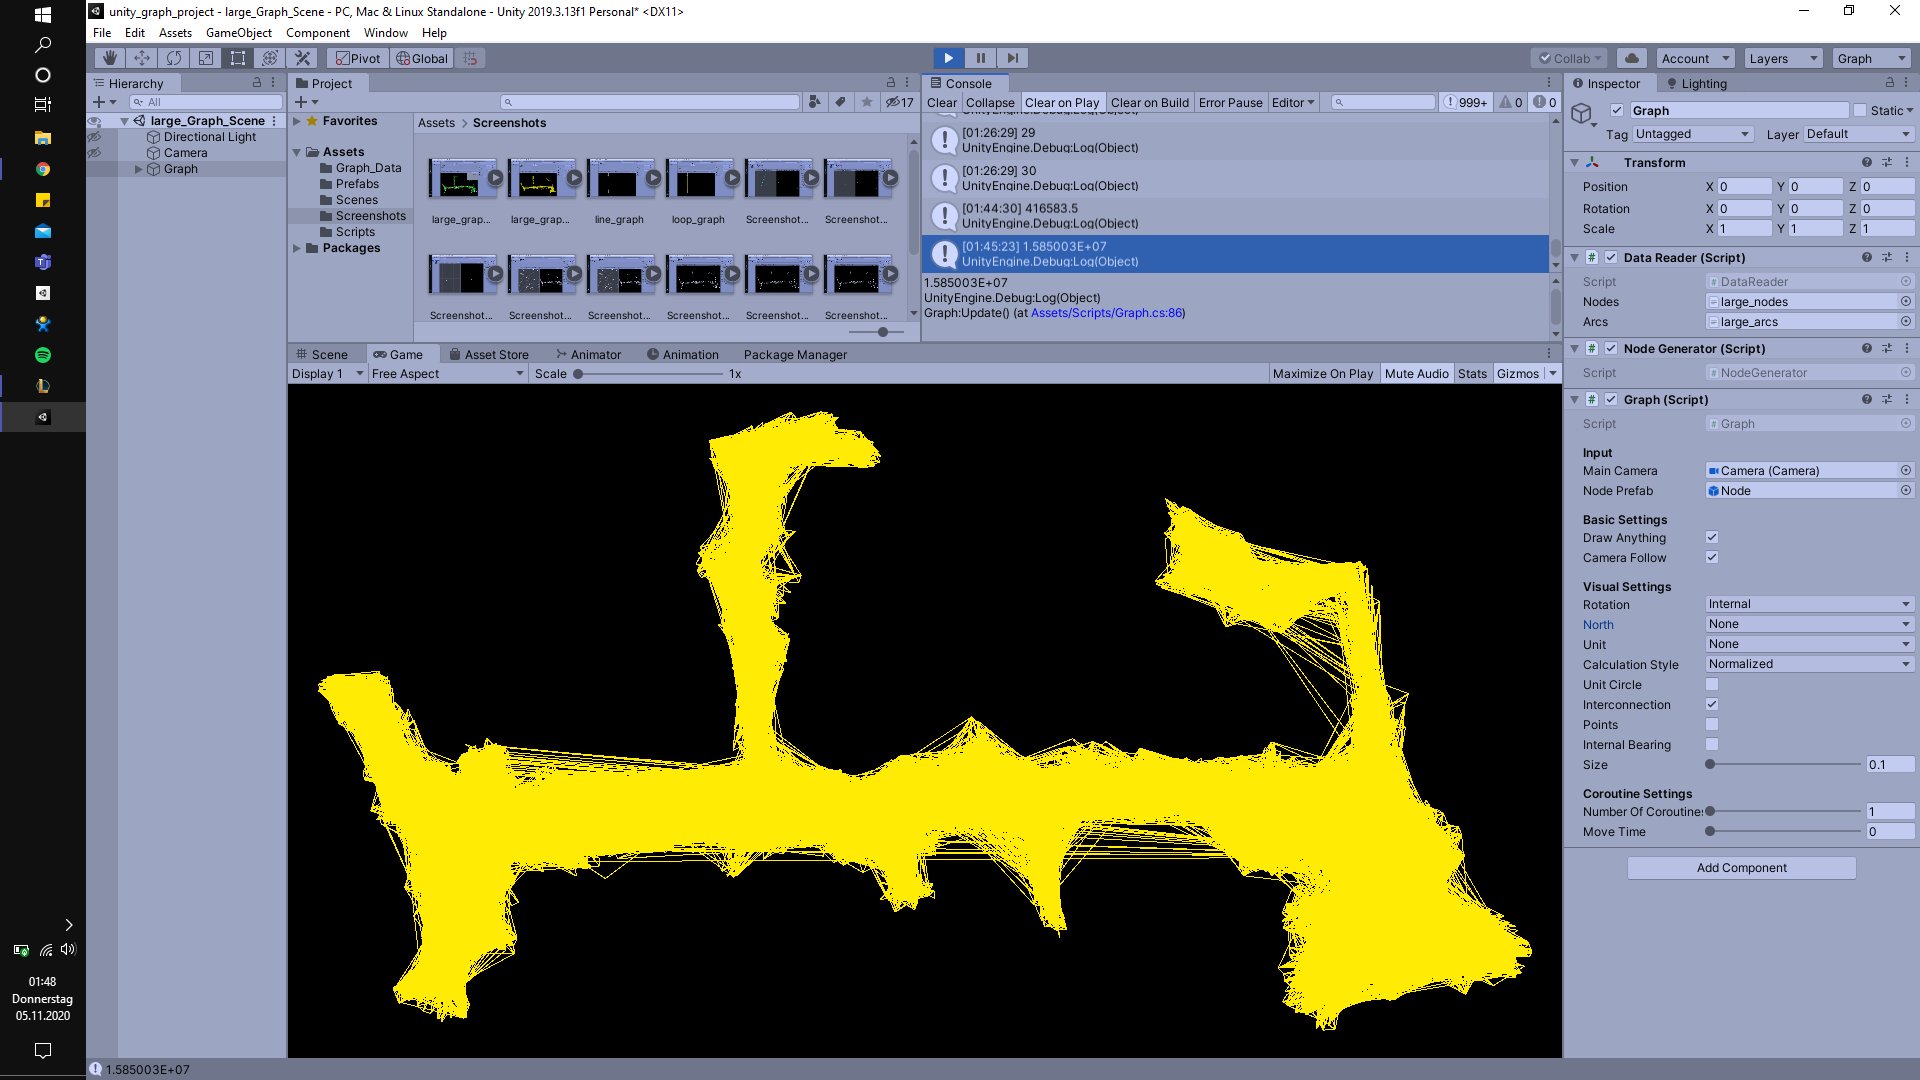 unity_graph_project - large_Graph_Scene - PC, Mac & Linux Standalone - Unity 2019.3.13f1 Personal* <DX11>
File Edit Assets GameObject Component Window Help
Pivot Global Collab Account Layers Graph
Hierarchy
All
large_Graph_Scene
Directional Light
Camera
Graph
Project
17
Favorites
Assets
Graph_Data
Prefabs
Scenes
Screenshots
Scripts
Packages
Assets > Screenshots
large_grap... large_grap... line_graph loop_graph Screenshot... Screenshot...
Screenshot... Screenshot... Screenshot... Screenshot... Screenshot... Screenshot...
Console
Clear Collapse Clear on Play Clear on Build Error Pause Editor 999+ 0 0
UnityEngine.Debug:Log(Object)
[01:26:29] 29
UnityEngine.Debug:Log(Object)
[01:26:29] 30
UnityEngine.Debug:Log(Object)
[01:44:30] 416583.5
UnityEngine.Debug:Log(Object)
[01:45:23] 1.585003E+07
UnityEngine.Debug:Log(Object)
1.585003E+07
UnityEngine.Debug:Log(Object)
Graph:Update() (at Assets/Scripts/Graph.cs:86)
Scene Game Asset Store Animator Animation Package Manager
Display 1 Free Aspect Scale 1x Maximize On Play Mute Audio Stats Gizmos
Inspector Lighting
Graph Static
Tag Untagged Layer Default
Transform
Position X 0 Y 0 Z 0
Rotation X 0 Y 0 Z 0
Scale X 1 Y 1 Z 1
Data Reader (Script)
Script DataReader
Nodes large_nodes
Arcs large_arcs
Node Generator (Script)
Script NodeGenerator
Graph (Script)
Script Graph
Input
Main Camera Camera (Camera)
Node Prefab Node
Basic Settings
Draw Anything
Camera Follow
Visual Settings
Rotation Internal
North None
Unit None
Calculation Style Normalized
Unit Circle
Interconnection
Points
Internal Bearing
Size 0.1
Coroutine Settings
Number Of Coroutine: 1
Move Time 0
Add Component
01:48
Donnerstag
05.11.2020
1.585003E+07